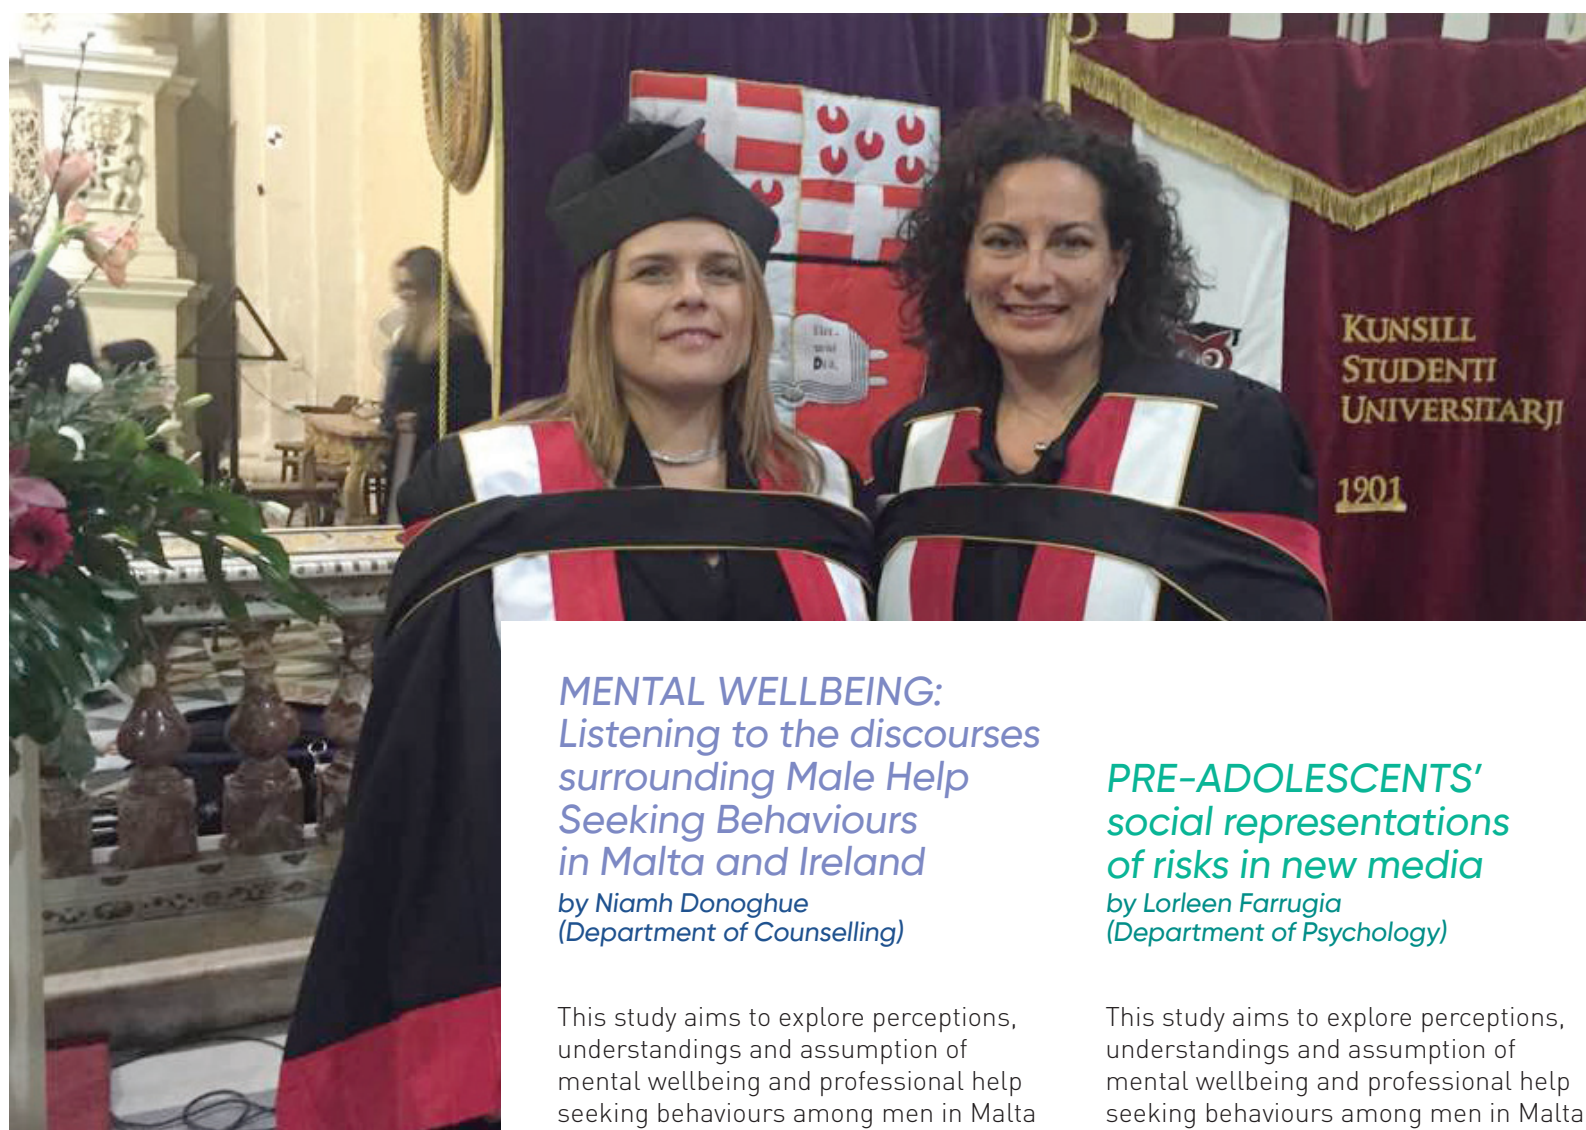 KUNSILL
STUDENTI
UNIVERSITARJI
1901
MENTAL WELLBEING:
Listening to the discourses
surrounding Male Help
Seeking Behaviours
in Malta and Ireland
by Niamh Donoghue
(Department of Counselling)
This study aims to explore perceptions,
understandings and assumption of
mental wellbeing and professional help
seeking behaviours among men in Malta
PRE-ADOLESCENTS’
social representations
of risks in new media
by Lorleen Farrugia
(Department of Psychology)
This study aims to explore perceptions,
understandings and assumption of
mental wellbeing and professional help
seeking behaviours among men in Malta